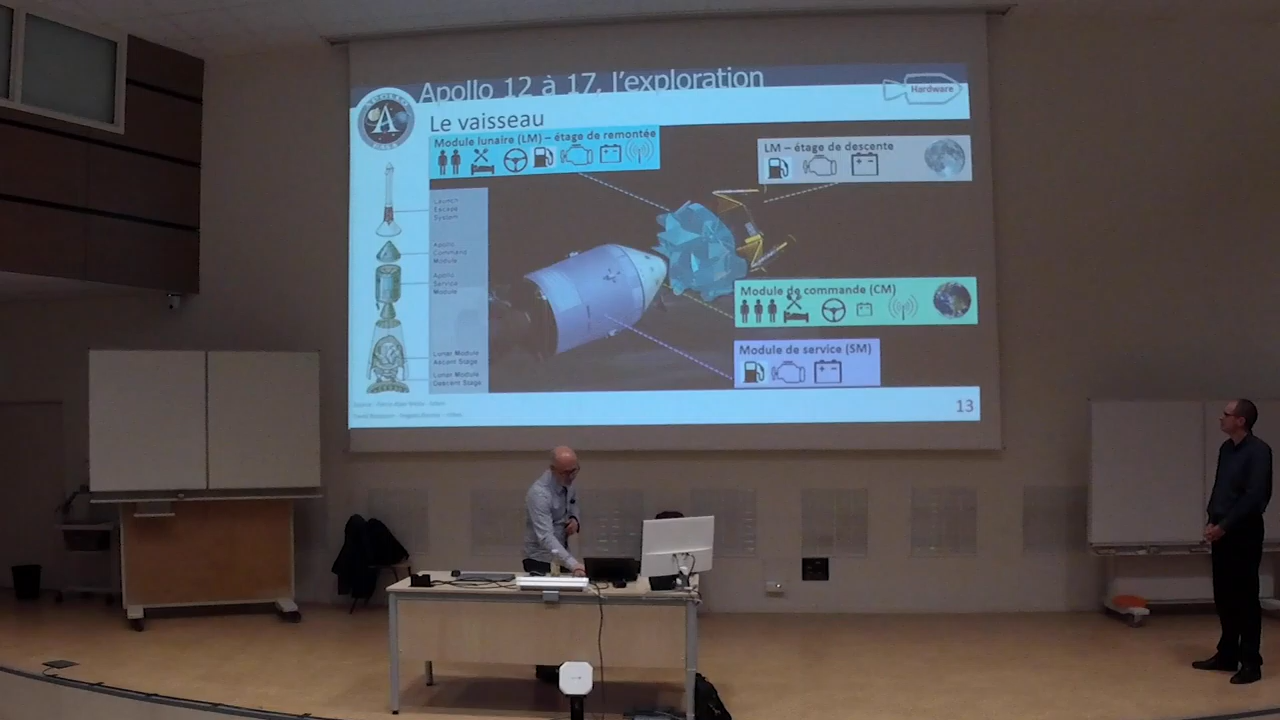 Apollo 12 à 17, l'exploration
Hardware
Le vaisseau
Module lunaire (LM) – étage de remontée
LM – étage de descente
Launch
Escape
System
Apollo
Command
Module
Apollo
Service
Module
Lunar Module
Ascent Stage
Lunar Module
Descent Stage
Module de commande (CM)
Module de service (SM)
13